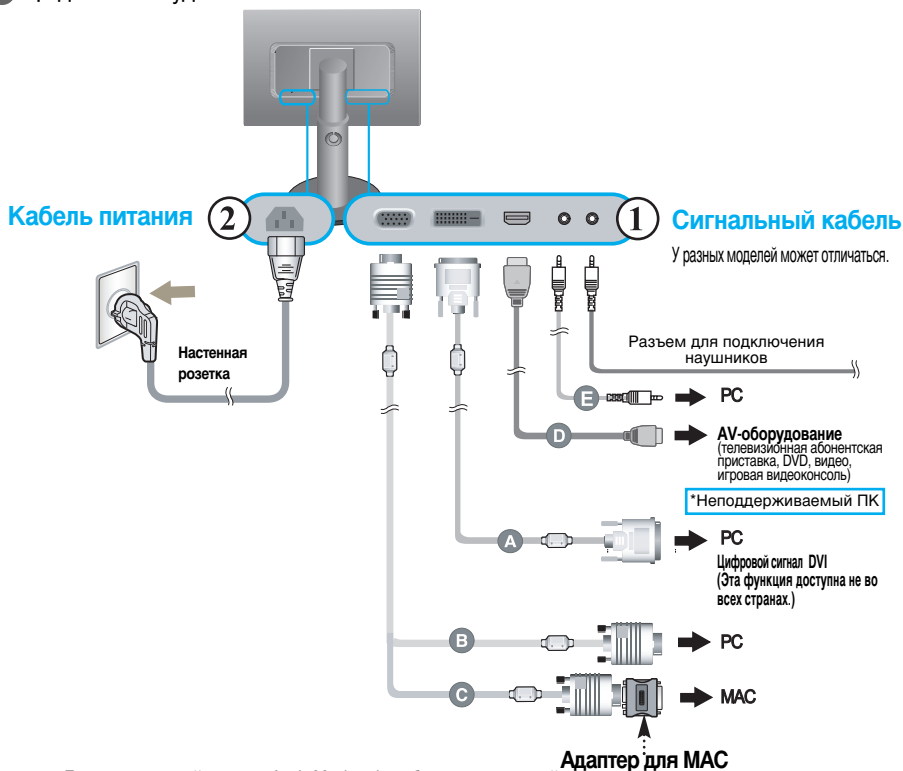 Кабель питания
2
1
Сигнальный кабель
У разных моделей может отличаться.
Настенная
розетка
Разъем для подключения
наушников
E
PC
D
AV-оборудование
(телевизионная абонентская
приставка, DVD, видео,
игровая видеоконсоль)
*Неподдерживаемый ПК
A
PC
Цифровой сигнал DVI
(Эта функция доступна не во
всех странах.)
B
PC
C
MAC
Адаптер для MAC